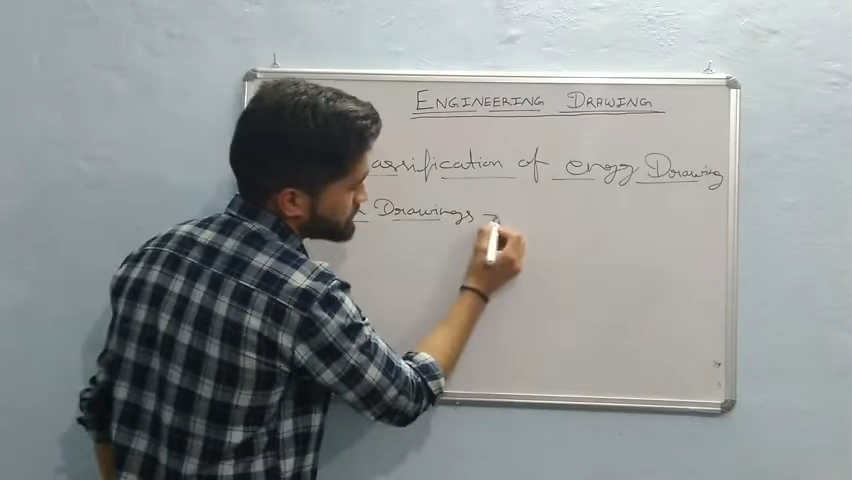 ENGINEERING DRAWING
assification of engg Drawing
Drawings →